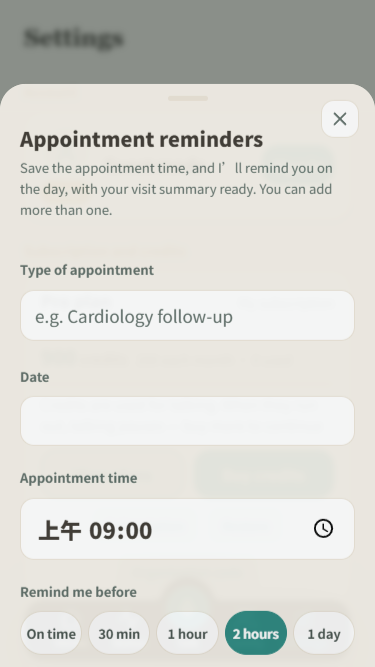 Settings
Appointment reminders
Save the appointment time, and I’ll remind you on
the day, with your visit summary ready. You can add
more than one.
Type of appointment
e.g. Cardiology follow-up
Date
Appointment time
上午 09:00
Remind me before
On time 30 min 1 hour 2 hours 1 day